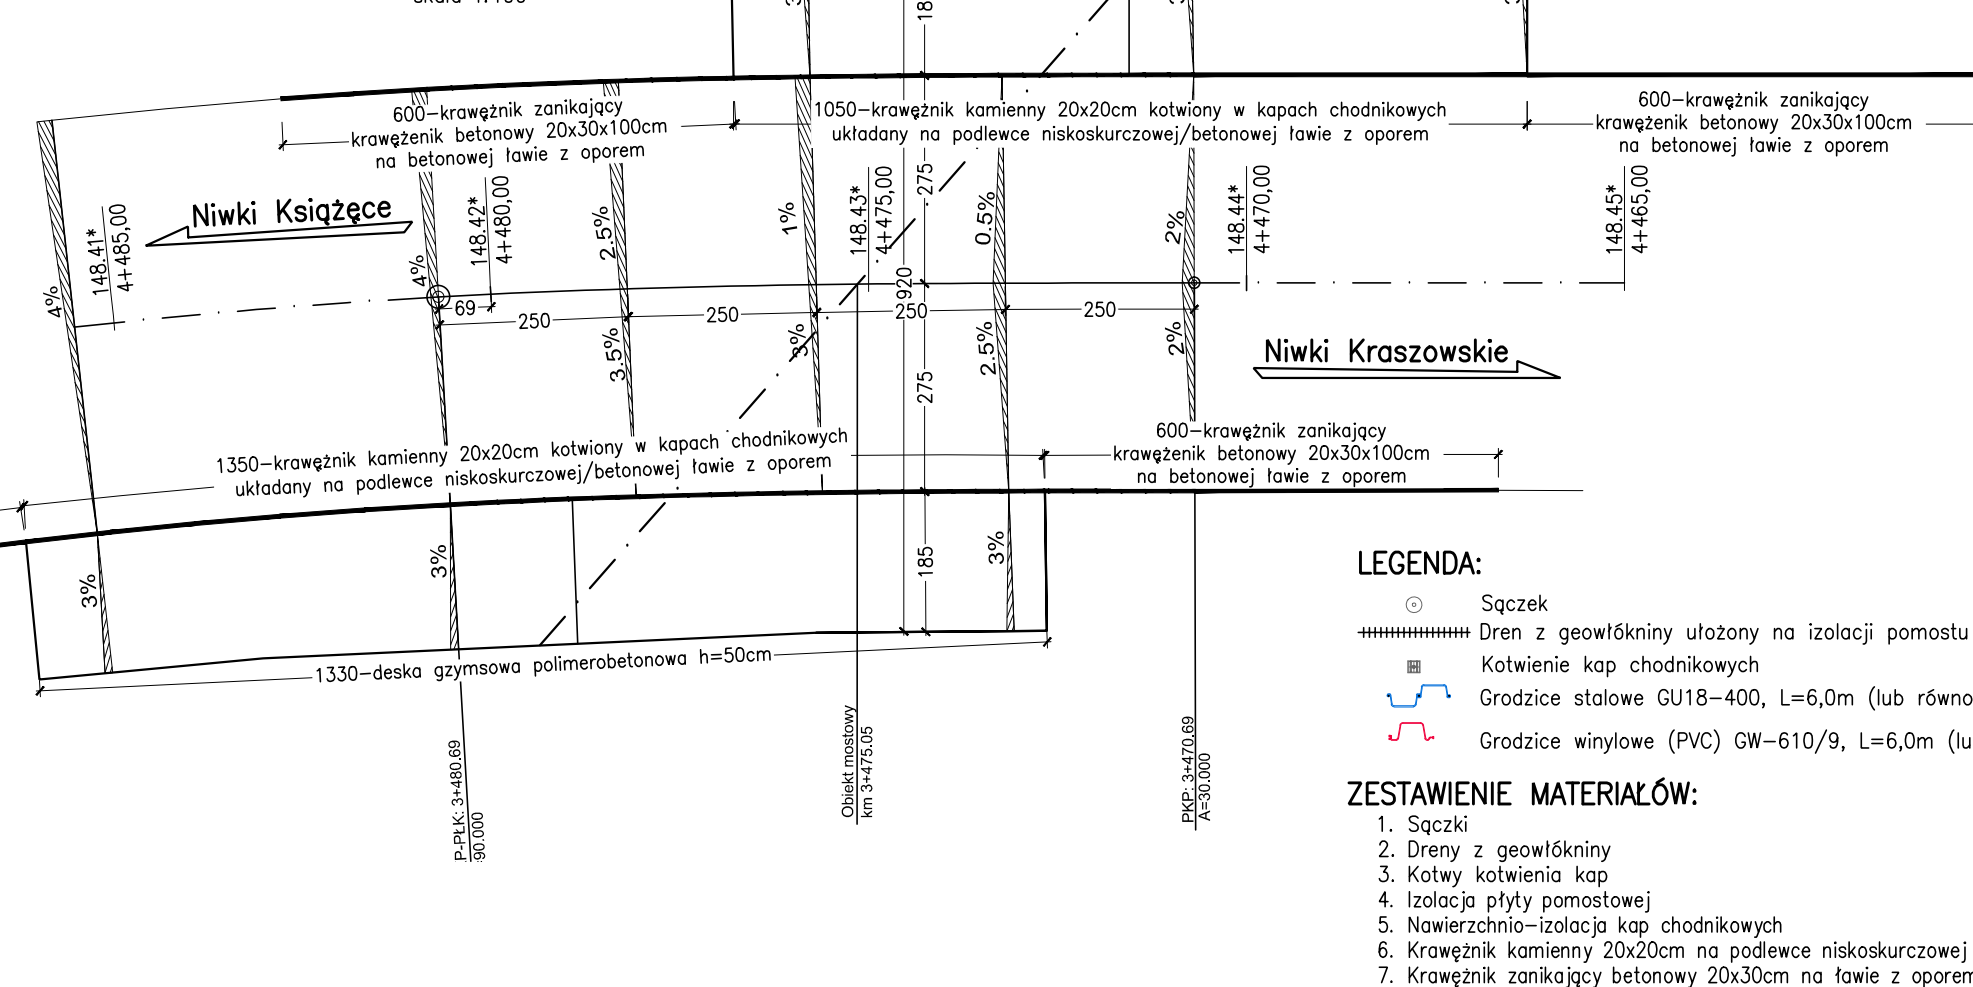 18
600-krawężnik zanikający
krawężenik betonowy 20x30x100cm
na betonowej ławie z oporem
1050-krawężnik kamienny 20x20cm kotwiony w kapach chodnikowych
układany na podlewce niskoskurczowej/betonowej ławie z oporem
600-krawężnik zanikający
krawężenik betonowy 20x30x100cm
na betonowej ławie z oporem
Niwki Książęce
148.41*
4+485,00
148.42*
4+480,00
148.43*
4+475,00
148.44*
4+470,00
148.45*
4+465,00
4%
4%
2.5%
1%
0.5%
2%
275
920
69
250
250
250
250
3.5%
3%
2.5%
2%
275
Niwki Kraszowskie
1350-krawężnik kamienny 20x20cm kotwiony w kapach chodnikowych
układany na podlewce niskoskurczowej/betonowej ławie z oporem
600-krawężnik zanikający
krawężenik betonowy 20x30x100cm
na betonowej ławie z oporem
3%
3%
185
3%
1330-deska gzymsowa polimerobetonowa h=50cm
P-PŁK: 3+480.69
90.000
Obiekt mostowy
km 3+475.05
PKP: 3+470.69
A=30.000
LEGENDA:
Sączek
Dren z geowłókniny ułożony na izolacji pomostu
Kotwienie kap chodnikowych
Grodzice stalowe GU18-400, L=6,0m (lub równo
Grodzice winylowe (PVC) GW-610/9, L=6,0m (lu
ZESTAWIENIE MATERIAŁÓW:
1. Sączki
2. Dreny z geowłókniny
3. Kotwy kotwienia kap
4. Izolacja płyty pomostowej
5. Nawierzchnio-izolacja kap chodnikowych
6. Krawężnik kamienny 20x20cm na podlewce niskoskurczowej
7. Krawężnik zanikający betonowy 20x30cm na ławie z oporem